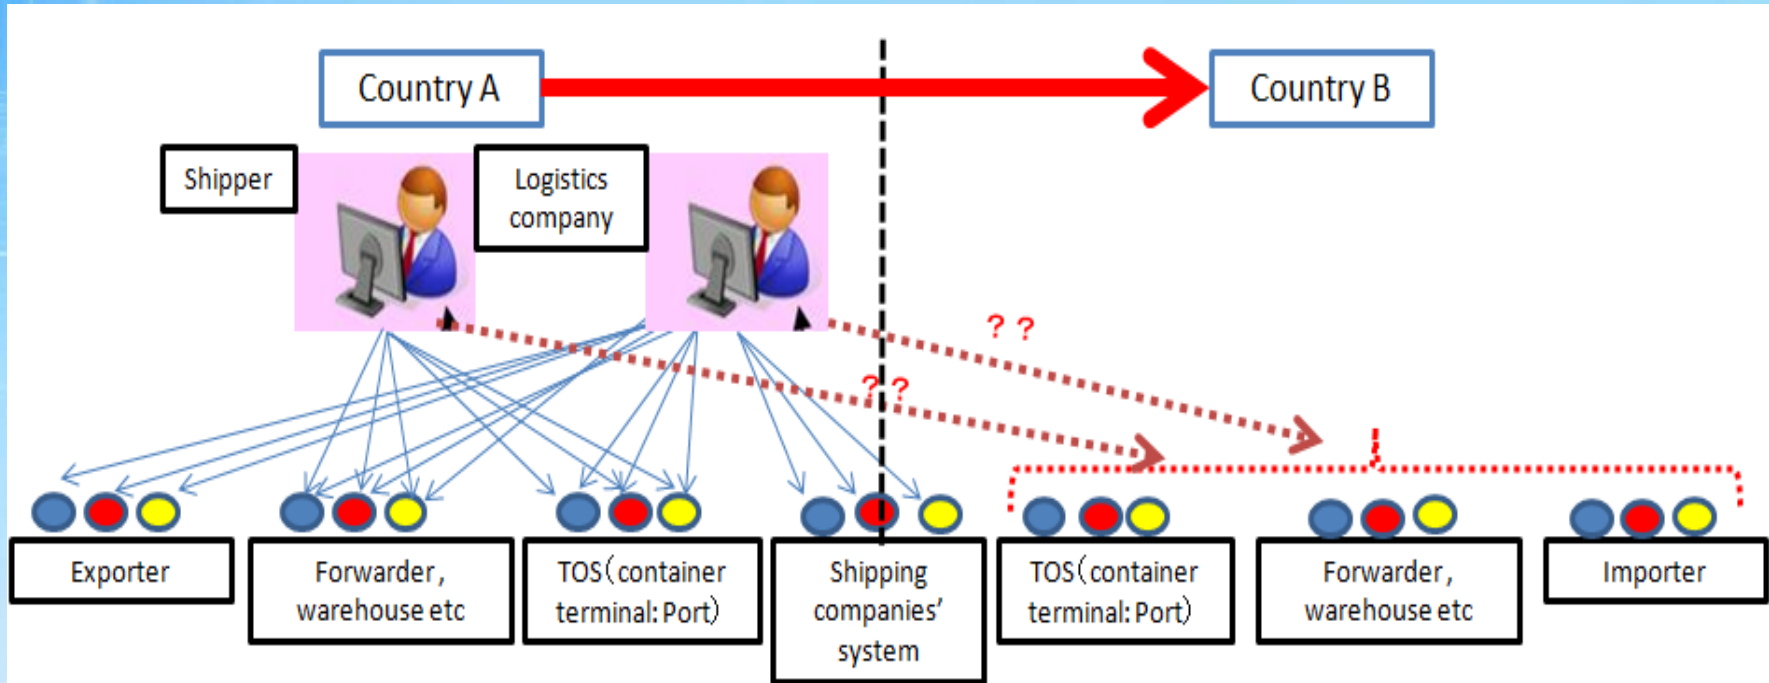 Country A
Country B
Shipper
Logistics
company
? ?
? ?
Exporter
Forwarder,
warehouse etc
TOS(container
terminal: Port)
Shipping
companies'
system
TOS(container
terminal: Port)
Forwarder,
warehouse etc
Importer